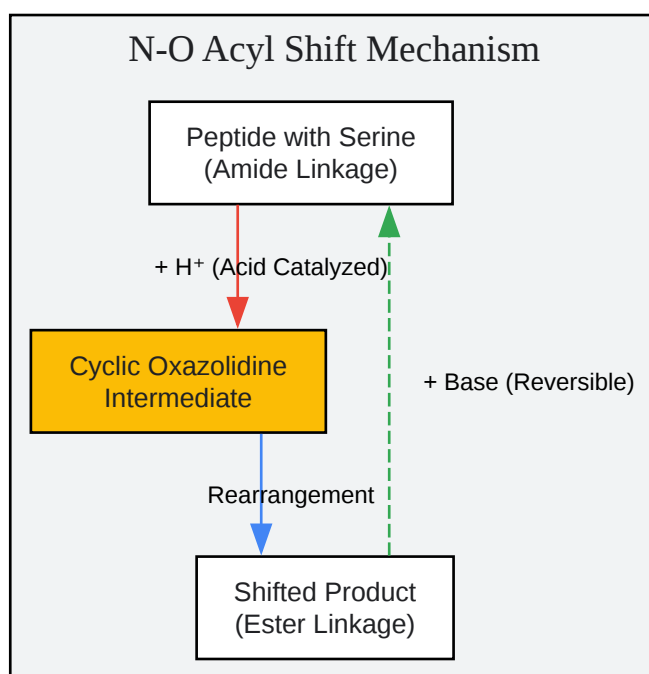 N-O Acyl Shift Mechanism
Peptide with Serine
(Amide Linkage)
+ H⁺ (Acid Catalyzed)
Cyclic Oxazolidine
Intermediate
+ Base (Reversible)
Rearrangement
Shifted Product
(Ester Linkage)